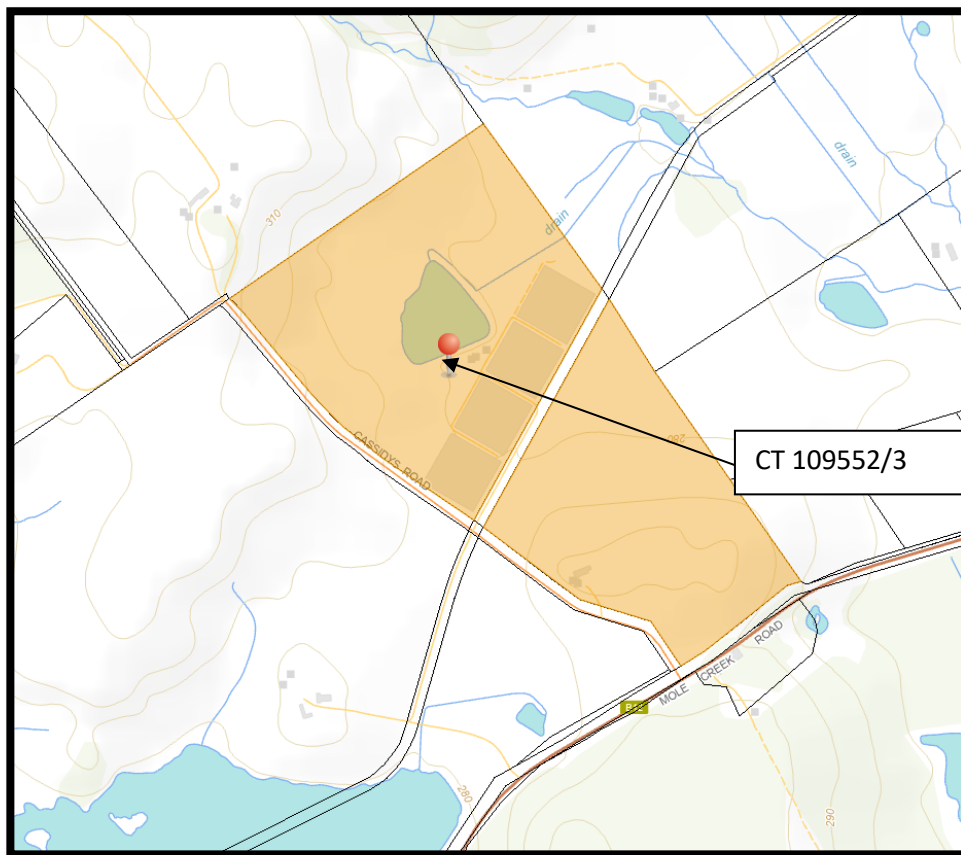 drain
310
drain
CASSIDYS ROAD
CT 109552/3
MOLE CREEK ROAD
280
290